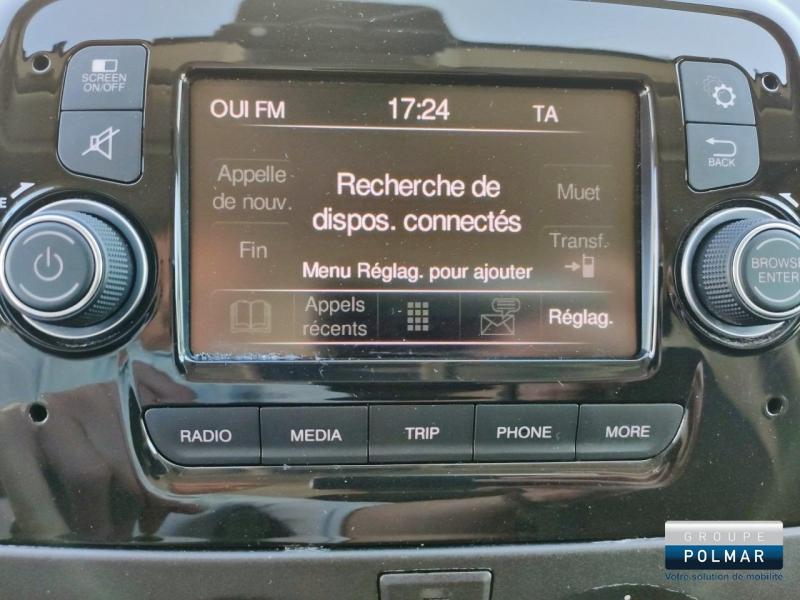 SCREEN
ON/OFF
OUI FM 17:24 TA
Appelle
de nouv.
Recherche de
dispos. connectés
Muet
Fin
Transf.
Menu Réglag. pour ajouter
Appels
récents
Réglag.
BACK
BROWSE
ENTER
RADIO MEDIA TRIP PHONE MORE
GROUPE
POLMAR
Votre solution de mobilité